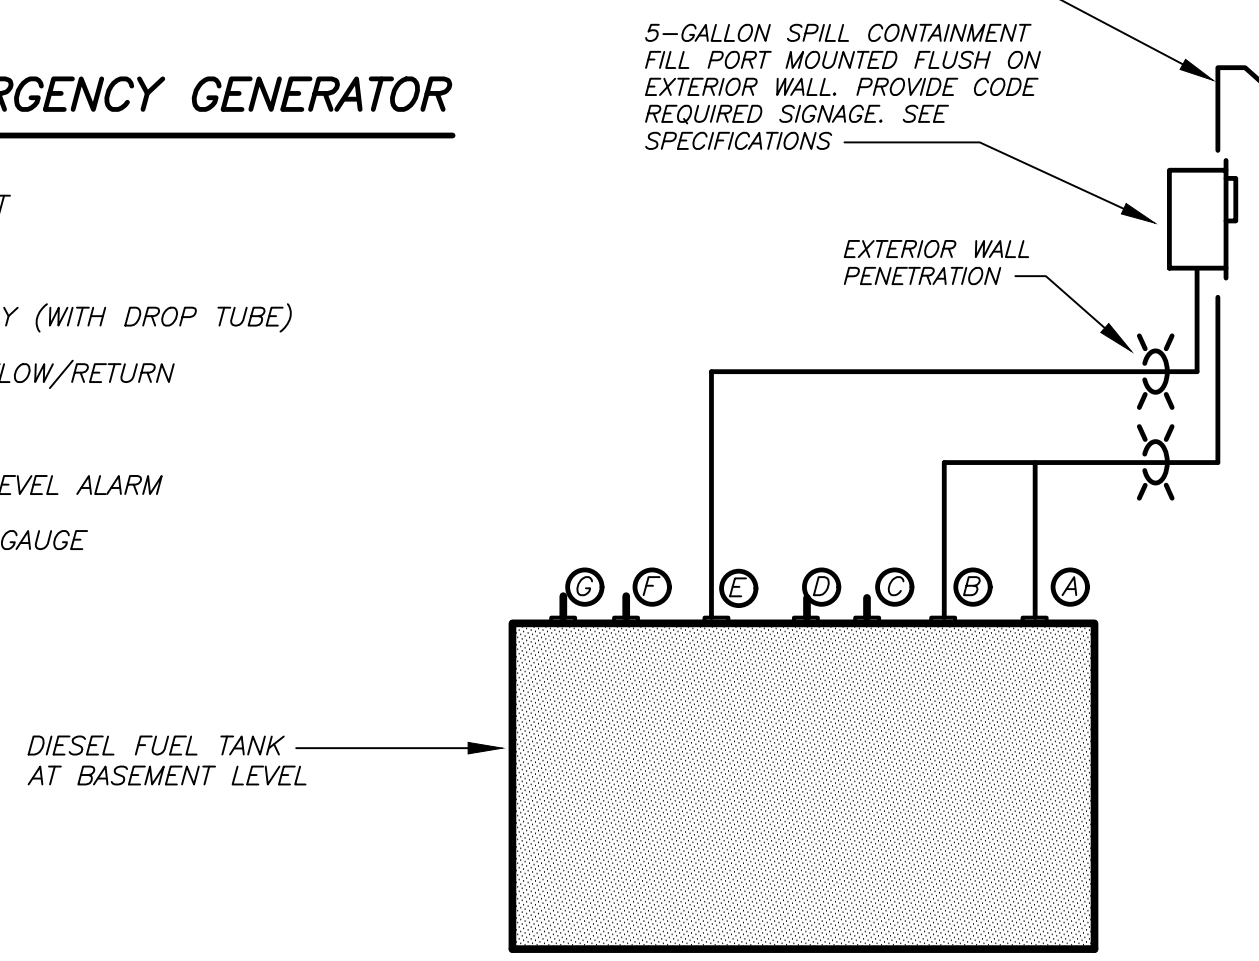 RGENCY GENERATOR
T
Y (WITH DROP TUBE)
LOW/RETURN
EVEL ALARM
GAUGE
5-GALLON SPILL CONTAINMENT
FILL PORT MOUNTED FLUSH ON
EXTERIOR WALL. PROVIDE CODE
REQUIRED SIGNAGE. SEE
SPECIFICATIONS
EXTERIOR WALL
PENETRATION
G F E D C B A
DIESEL FUEL TANK
AT BASEMENT LEVEL